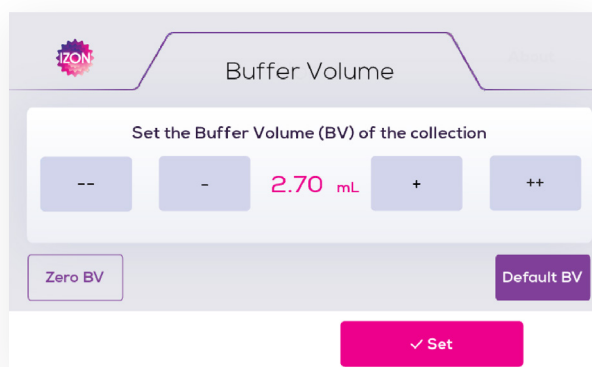 IZON
Buffer Volume
Set the Buffer Volume (BV) of the collection
-- - 2.70 mL + ++
Zero BV Default BV
✓ Set